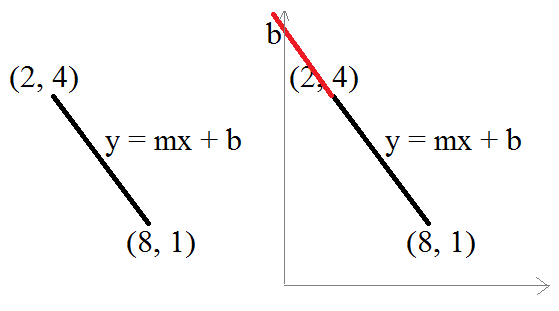 (2, 4)
y = mx + b
(8, 1)
b
(2, 4)
y = mx + b
(8, 1)